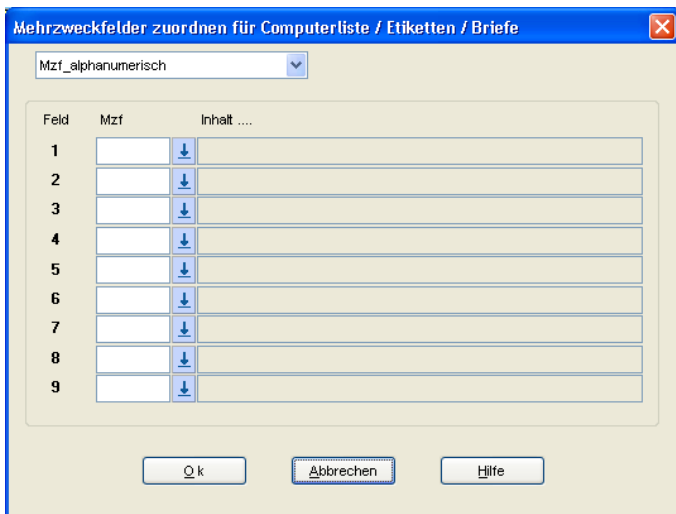 Mehrzweckfelder zuordnen für Computerliste / Etiketten / Briefe
Mzf_alphanumerisch
Feld Mzf Inhalt ....
1
2
3
4
5
6
7
8
9
Ok Abbrechen Hilfe